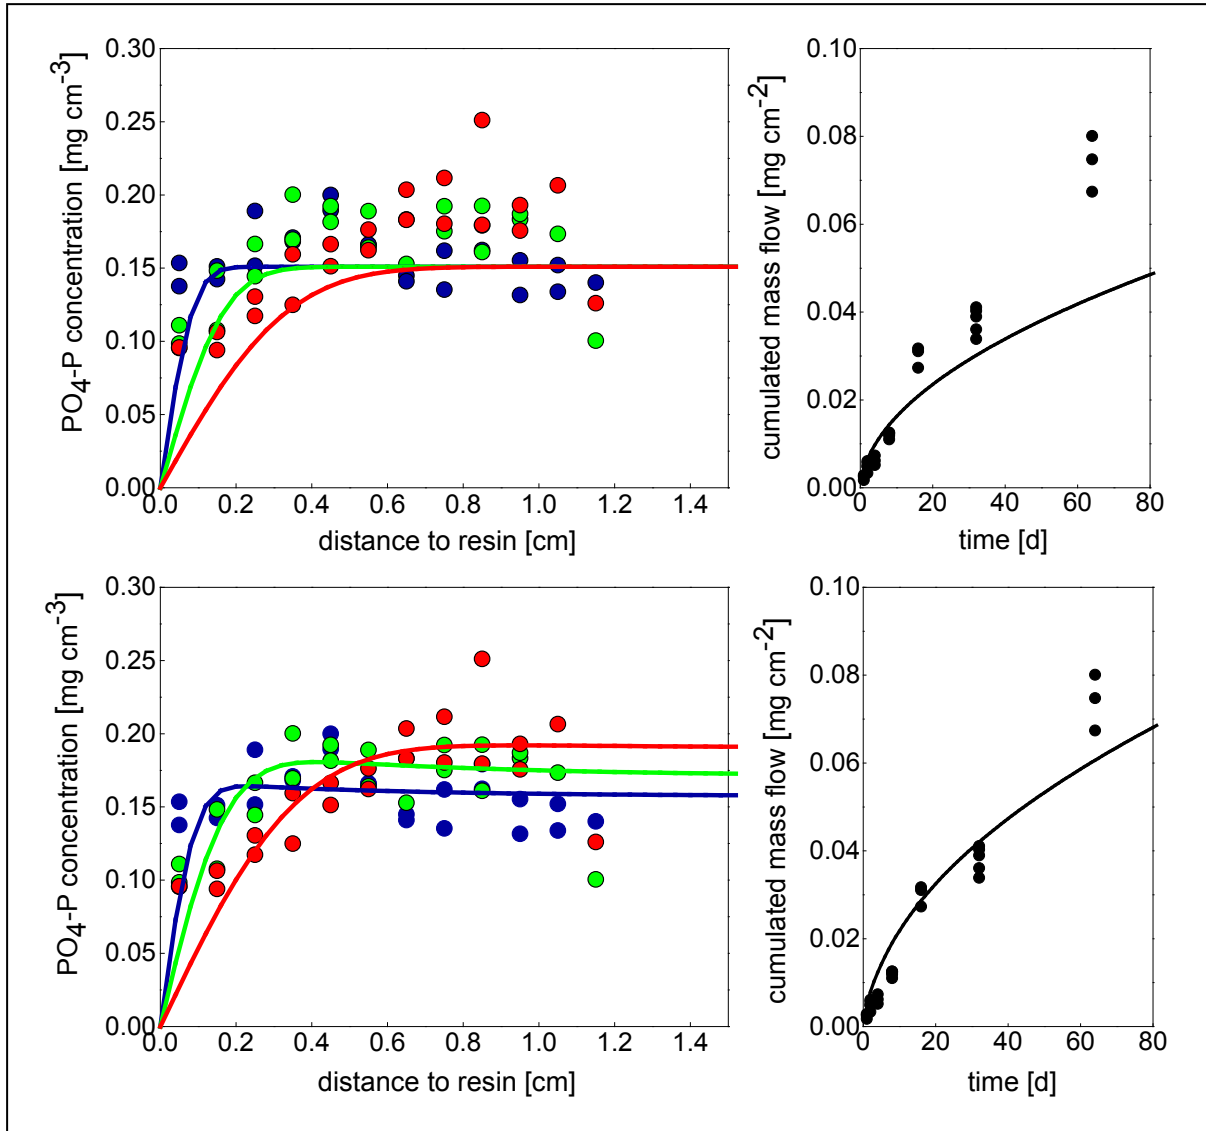 PO4-P concentration [mg cm-3]
0.30
0.25
0.20
0.15
0.10
0.05
0.00
0.0 0.2 0.4 0.6 0.8 1.0 1.2 1.4
distance to resin [cm]
cumulated mass flow [mg cm-2]
0.10
0.08
0.06
0.04
0.02
0.00
0 20 40 60 80
time [d]
PO4-P concentration [mg cm-3]
0.30
0.25
0.20
0.15
0.10
0.05
0.00
0.0 0.2 0.4 0.6 0.8 1.0 1.2 1.4
distance to resin [cm]
cumulated mass flow [mg cm-2]
0.10
0.08
0.06
0.04
0.02
0.00
0 20 40 60 80
time [d]